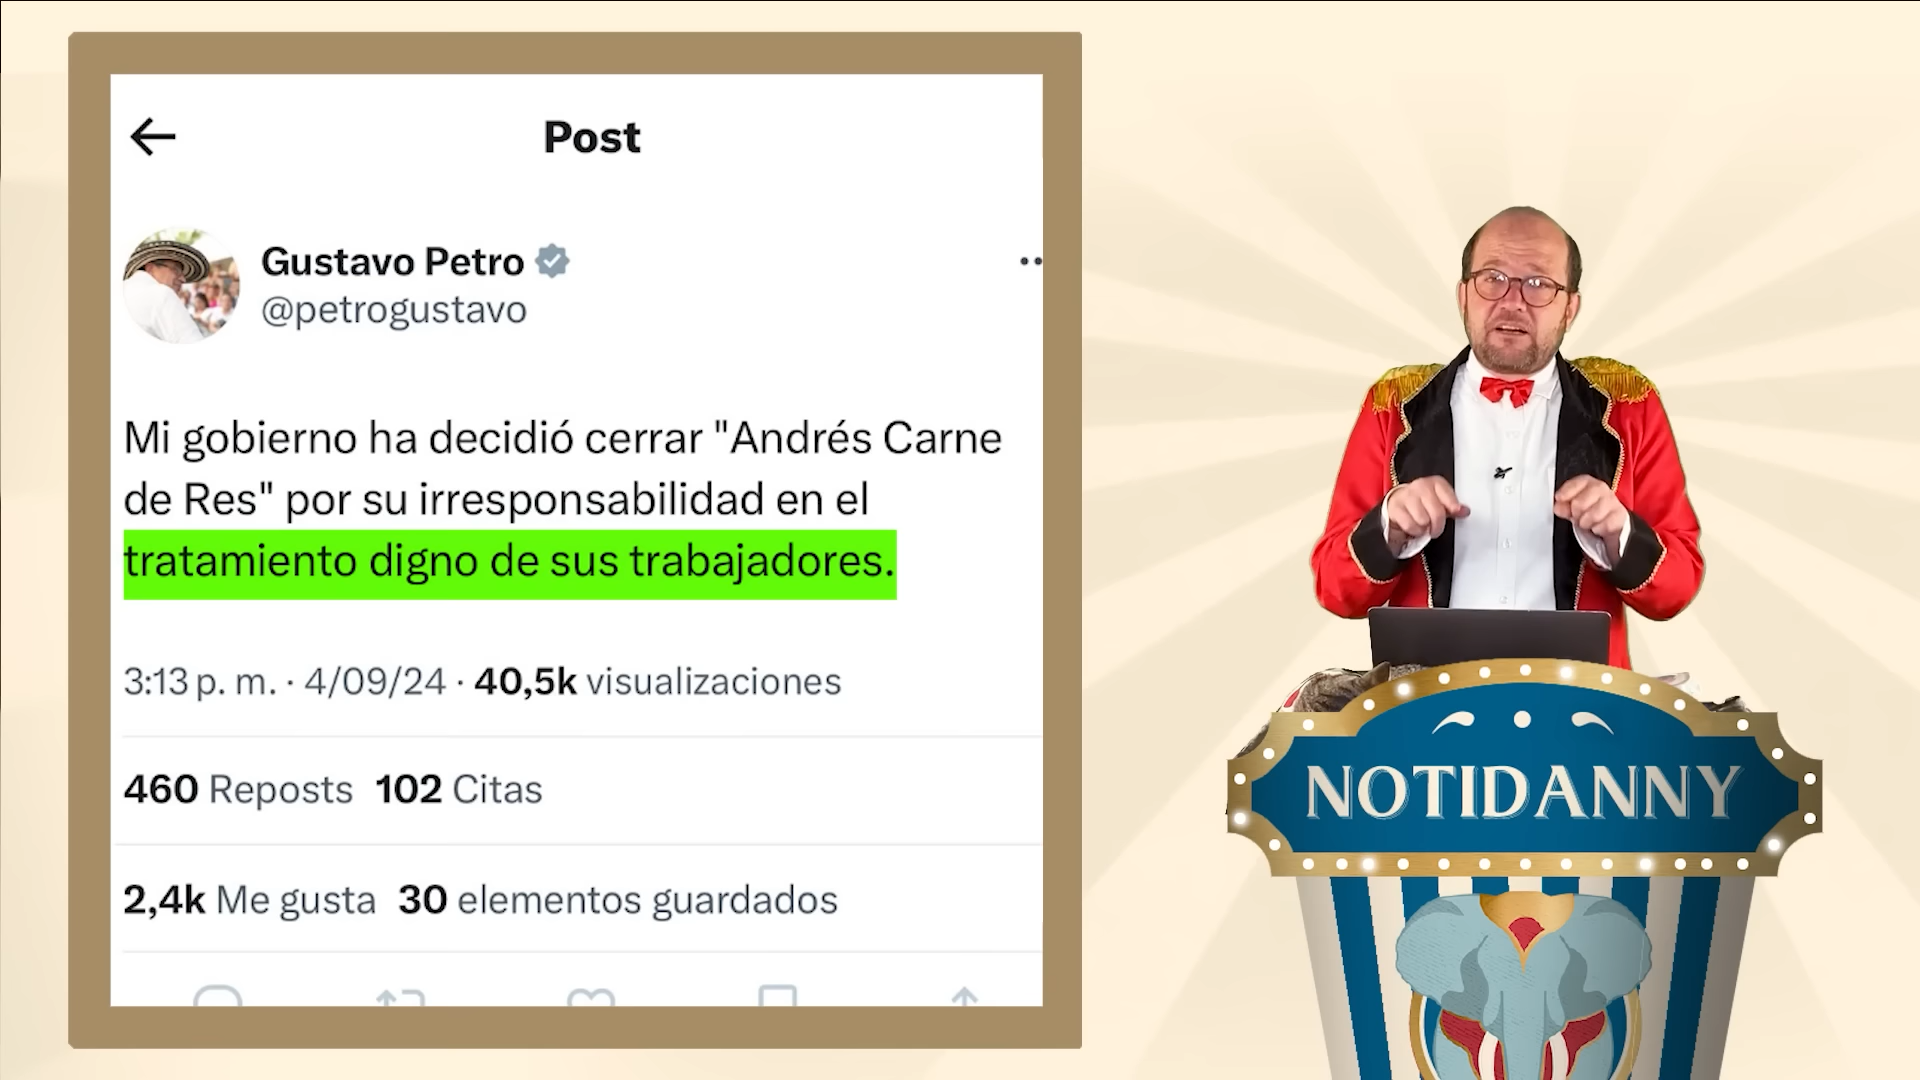 Post
Gustavo Petro
@petrogustavo
Mi gobierno ha decidió cerrar "Andrés Carne
de Res" por su irresponsabilidad en el
tratamiento digno de sus trabajadores.
3:13 p. m. · 4/09/24 · 40,5k visualizaciones
460 Reposts 102 Citas
2,4k Me gusta 30 elementos guardados
NOTIDANNY